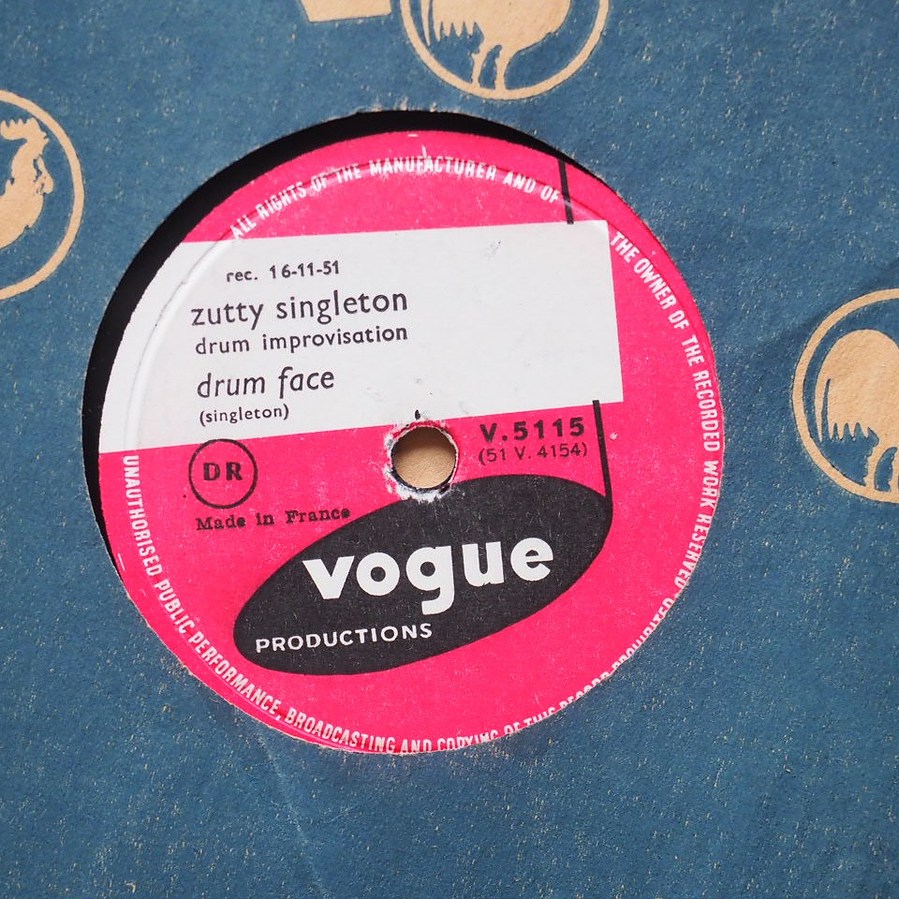 ALL RIGHTS OF THE MANUFACTURER AND OF THE OWNER OF THE RECORDED WORK RESERVED
rec. 16-11-51
zutty singleton
drum improvisation
drum face
(singleton)
V.5115
(51 V. 4154)
DR
Made in France
vogue
PRODUCTIONS
UNAUTHORISED PUBLIC PERFORMANCE, BROADCASTING AND COPYING OF THIS RECORD PROHIBITED